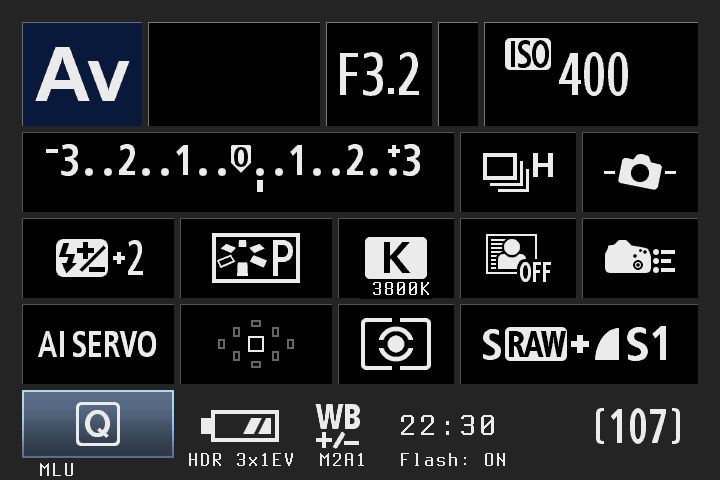 Av F3.2 ISO 400
-3..2..1..0..1..2..+3 H
+2 P K OFF
3800K
AI SERVO SRAW+S1
Q WB +/- 22:30 (107)
HDR 3x1EV M2A1 Flash: ON
MLU